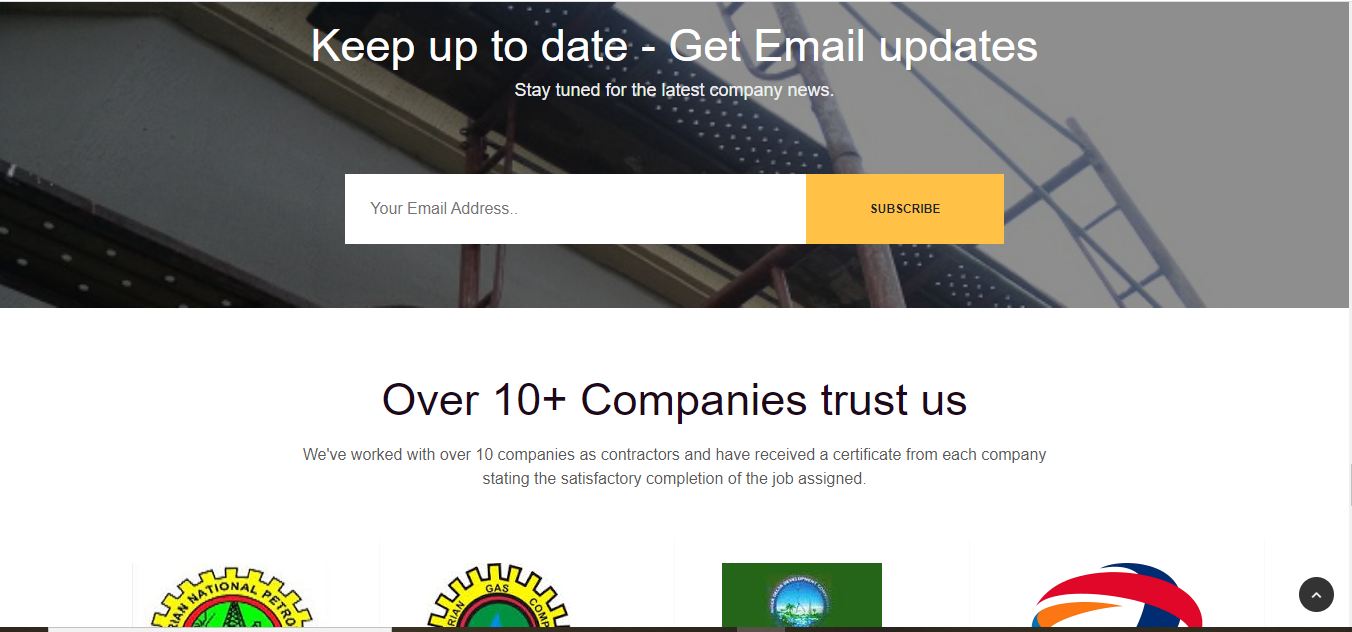 Keep up to date - Get Email updates
Stay tuned for the latest company news.
Your Email Address..
SUBSCRIBE
Over 10+ Companies trust us
We've worked with over 10 companies as contractors and have received a certificate from each company
stating the satisfactory completion of the job assigned.
RIAN NATIONAL PETRO
RIAN GAS COMP